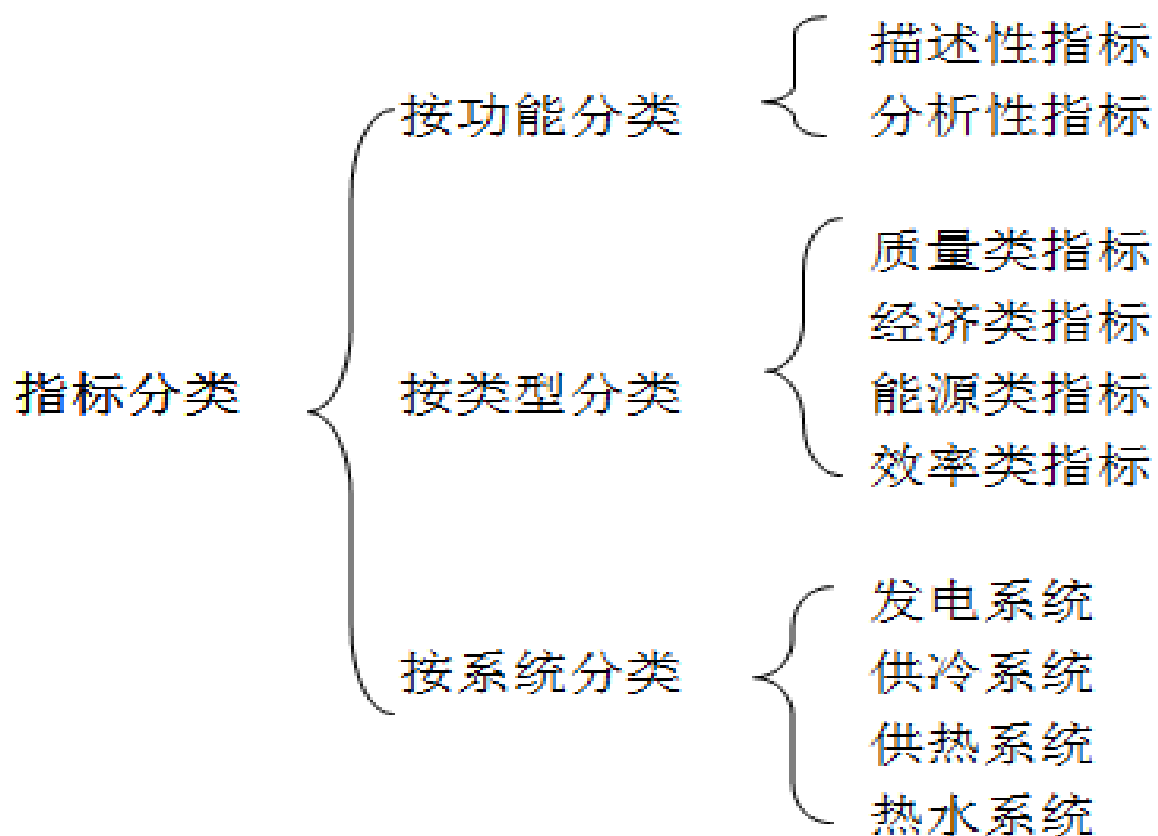 指标分类
按功能分类
描述性指标
分析性指标
按类型分类
质量类指标
经济类指标
能源类指标
效率类指标
按系统分类
发电系统
供冷系统
供热系统
热水系统